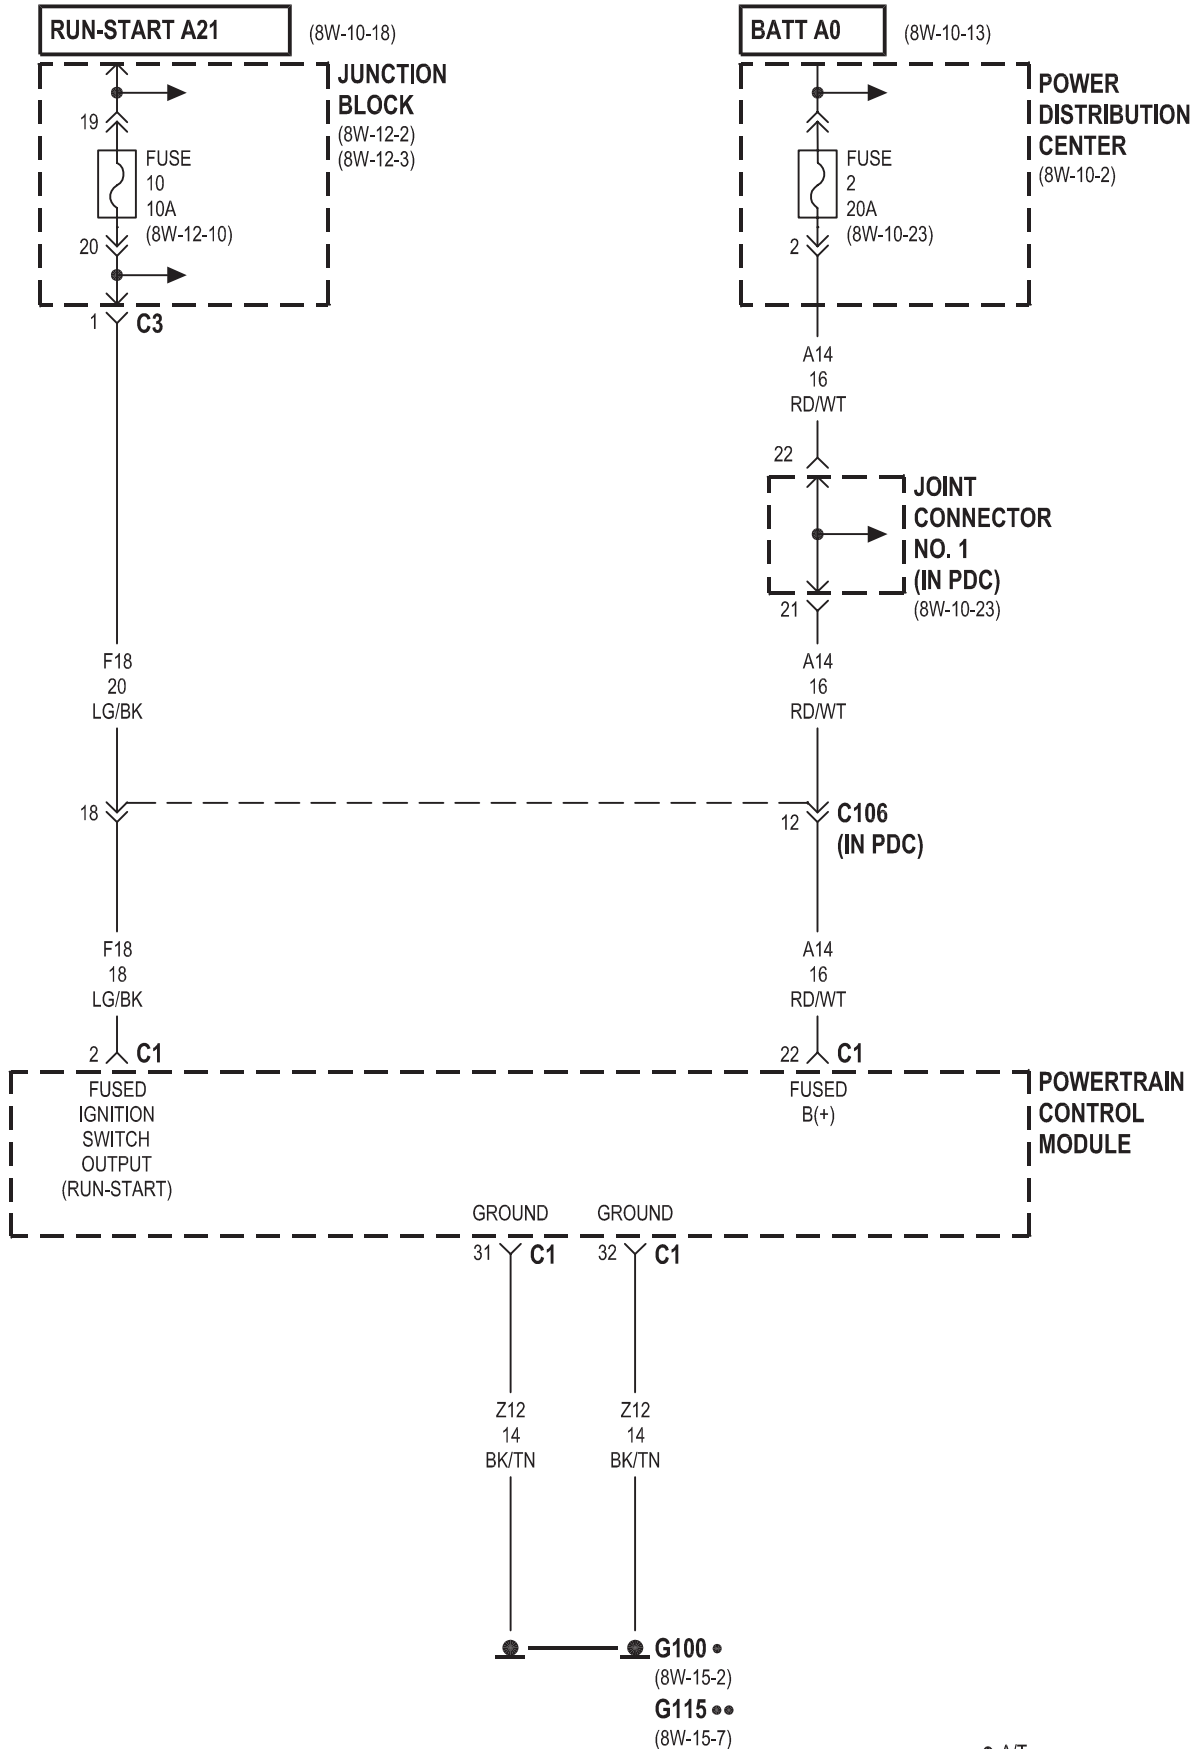 RUN-START A21
(8W-10-18)
BATT A0
(8W-10-13)
JUNCTION
BLOCK
(8W-12-2)
(8W-12-3)
19
FUSE
10
10A
(8W-12-10)
20
1
C3
POWER
DISTRIBUTION
CENTER
(8W-10-2)
FUSE
2
20A
(8W-10-23)
2
A14
16
RD/WT
22
JOINT
CONNECTOR
NO. 1
(IN PDC)
(8W-10-23)
21
F18
20
LG/BK
A14
16
RD/WT
18
12
C106
(IN PDC)
F18
18
LG/BK
A14
16
RD/WT
2
C1
22
C1
FUSED
IGNITION
SWITCH
OUTPUT
(RUN-START)
FUSED
B(+)
POWERTRAIN
CONTROL
MODULE
GROUND
GROUND
31
C1
32
C1
Z12
14
BK/TN
Z12
14
BK/TN
G100 •
(8W-15-2)
G115 ••
(8W-15-7)
• A/T